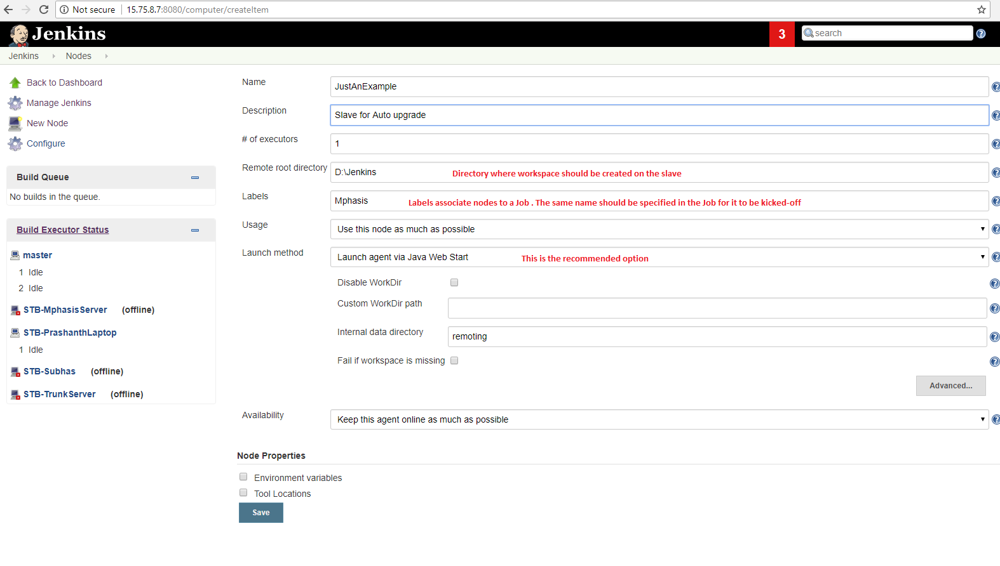 Not secure 15.75.8.7:8080/computer/createItem
Jenkins
3
search
Jenkins Nodes
Back to Dashboard
Manage Jenkins
New Node
Configure
Build Queue
No builds in the queue.
Build Executor Status
master
1 Idle
2 Idle
STB-MphasisServer (offline)
STB-PrashanthLaptop
1 Idle
STB-Subhas (offline)
STB-TrunkServer (offline)
Name JustAnExample
Description Slave for Auto upgrade
# of executors 1
Remote root directory D:\Jenkins Directory where workspace should be created on the slave
Labels Mphasis Labels associate nodes to a Job . The same name should be specified in the Job for it to be kicked-off
Usage Use this node as much as possible
Launch method Launch agent via Java Web Start This is the recommended option
Disable WorkDir
Custom WorkDir path
Internal data directory remoting
Fail if workspace is missing
Advanced...
Availability Keep this agent online as much as possible
Node Properties
Environment variables
Tool Locations
Save